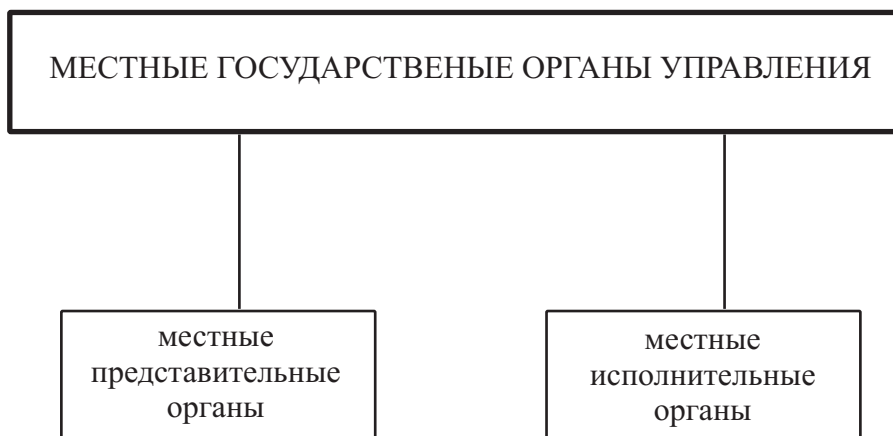 МЕСТНЫЕ ГОСУДАРСТВЕНЫЕ ОРГАНЫ УПРАВЛЕНИЯ
местные
представительные
органы
местные
исполнительные
органы